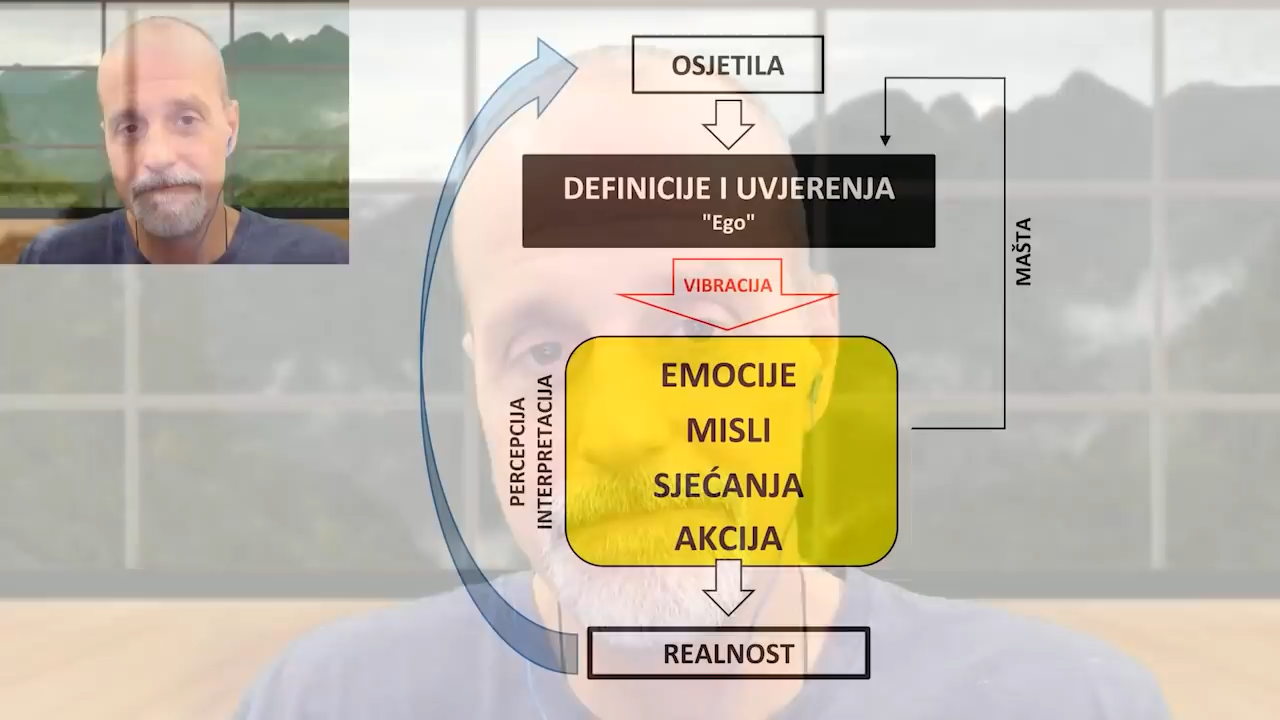 OSJETILA
DEFINICIJE I UVJERENJA
"Ego"
VIBRACIJA
MAŠTA
PERCEPCIJA
INTERPRETACIJA
EMOCIJE
MISLI
SJEĆANJA
AKCIJA
REALNOST